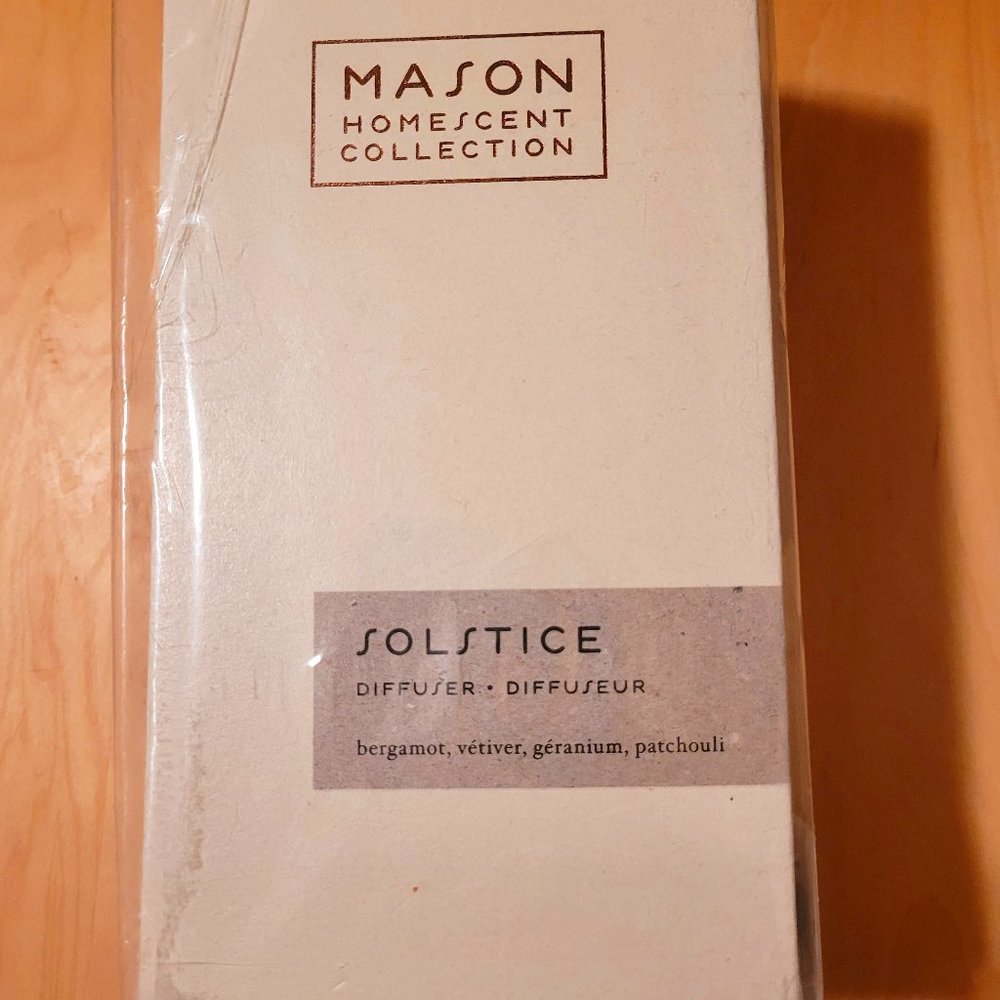 MASON
HOMESCENT
COLLECTION
SOLSTICE
DIFFUSER • DIFFUSEUR
bergamot, vétiver, géranium, patchouli